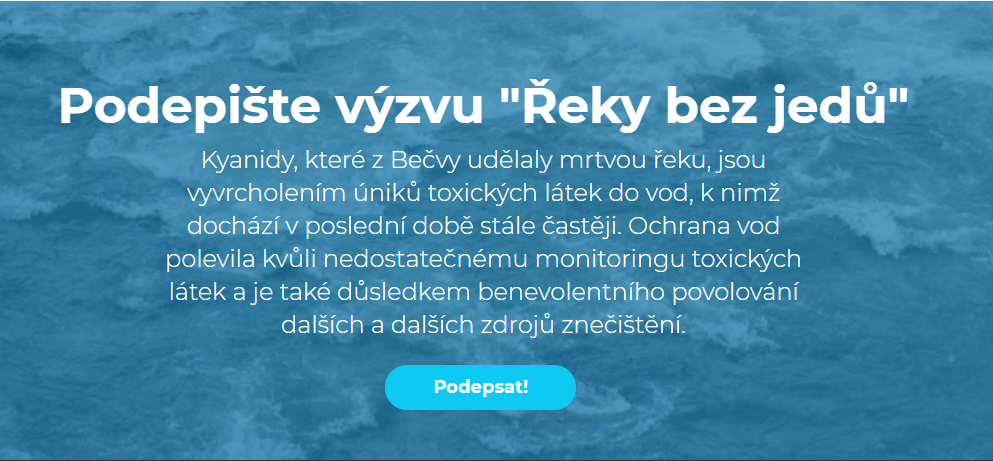 Podepište výzvu "Řeky bez jedů"
Kyanidy, které z Bečvy udělaly mrtvou řeku, jsou
vyvrcholením úniků toxických látek do vod, k nimž
dochází v poslední době stále častěji. Ochrana vod
polevila kvůli nedostatečnému monitoringu toxických
látek a je také důsledkem benevolentního povolování
dalších a dalších zdrojů znečištění.
Podepsat!